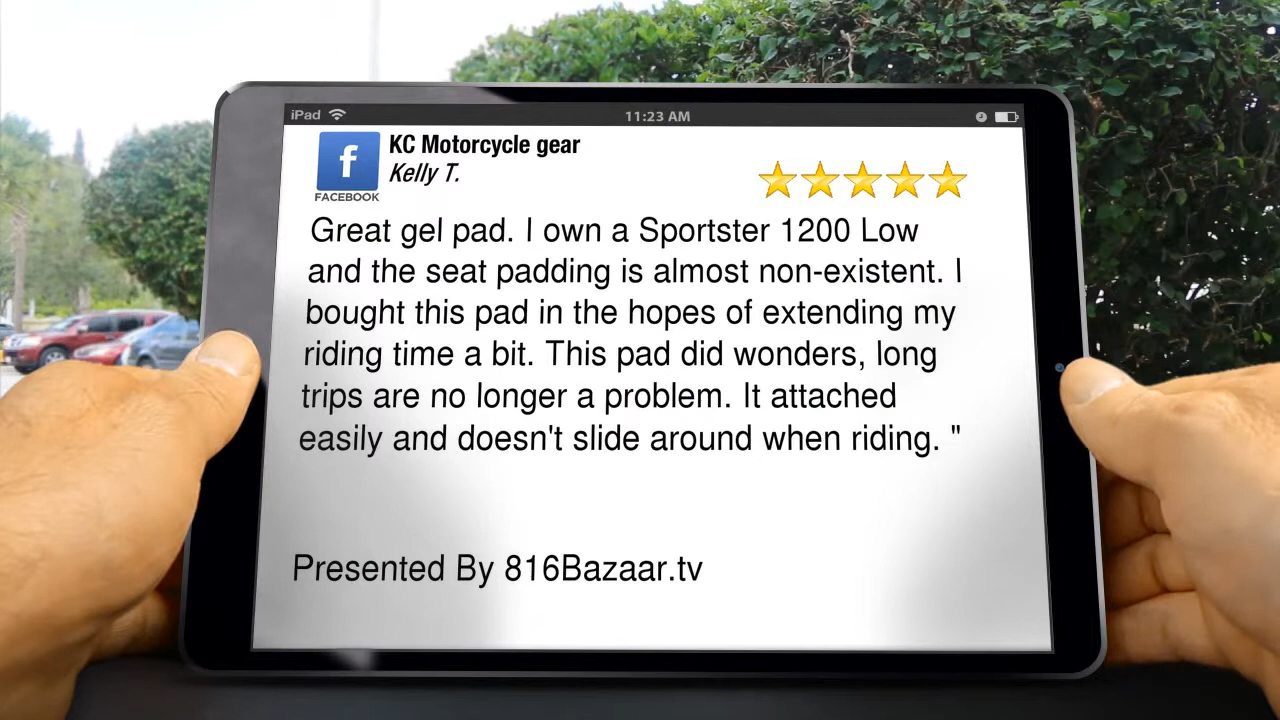 iPad 11:23 AM
f
FACEBOOK
KC Motorcycle gear
Kelly T.
Great gel pad. I own a Sportster 1200 Low
and the seat padding is almost non-existent. I
bought this pad in the hopes of extending my
riding time a bit. This pad did wonders, long
trips are no longer a problem. It attached
easily and doesn't slide around when riding. "
Presented By 816Bazaar.tv